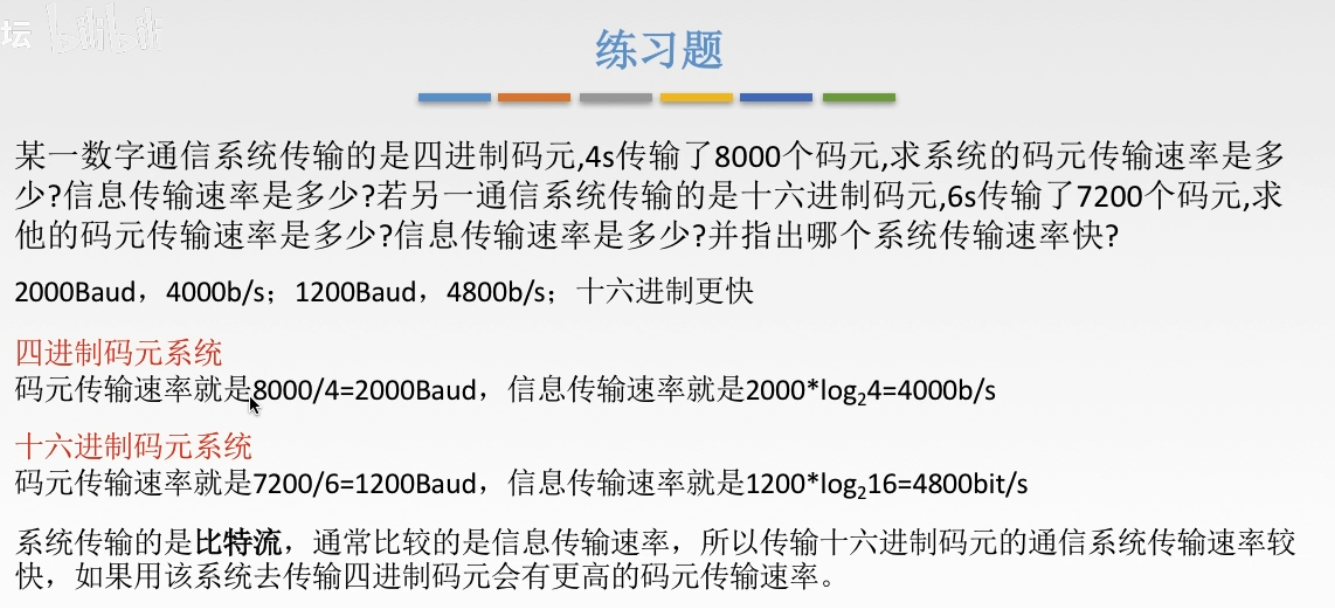 坛 bilibili
练习题
某一数字通信系统传输的是四进制码元,4s传输了8000个码元,求系统的码元传输速率是多
少?信息传输速率是多少?若另一通信系统传输的是十六进制码元,6s传输了7200个码元,求
他的码元传输速率是多少?信息传输速率是多少?并指出哪个系统传输速率快?
2000Baud，4000b/s；1200Baud，4800b/s；十六进制更快
四进制码元系统
码元传输速率就是8000/4=2000Baud，信息传输速率就是2000*log₂4=4000b/s
十六进制码元系统
码元传输速率就是7200/6=1200Baud，信息传输速率就是1200*log₂16=4800bit/s
系统传输的是比特流，通常比较的是信息传输速率，所以传输十六进制码元的通信系统传输速率较
快，如果用该系统去传输四进制码元会有更高的码元传输速率。